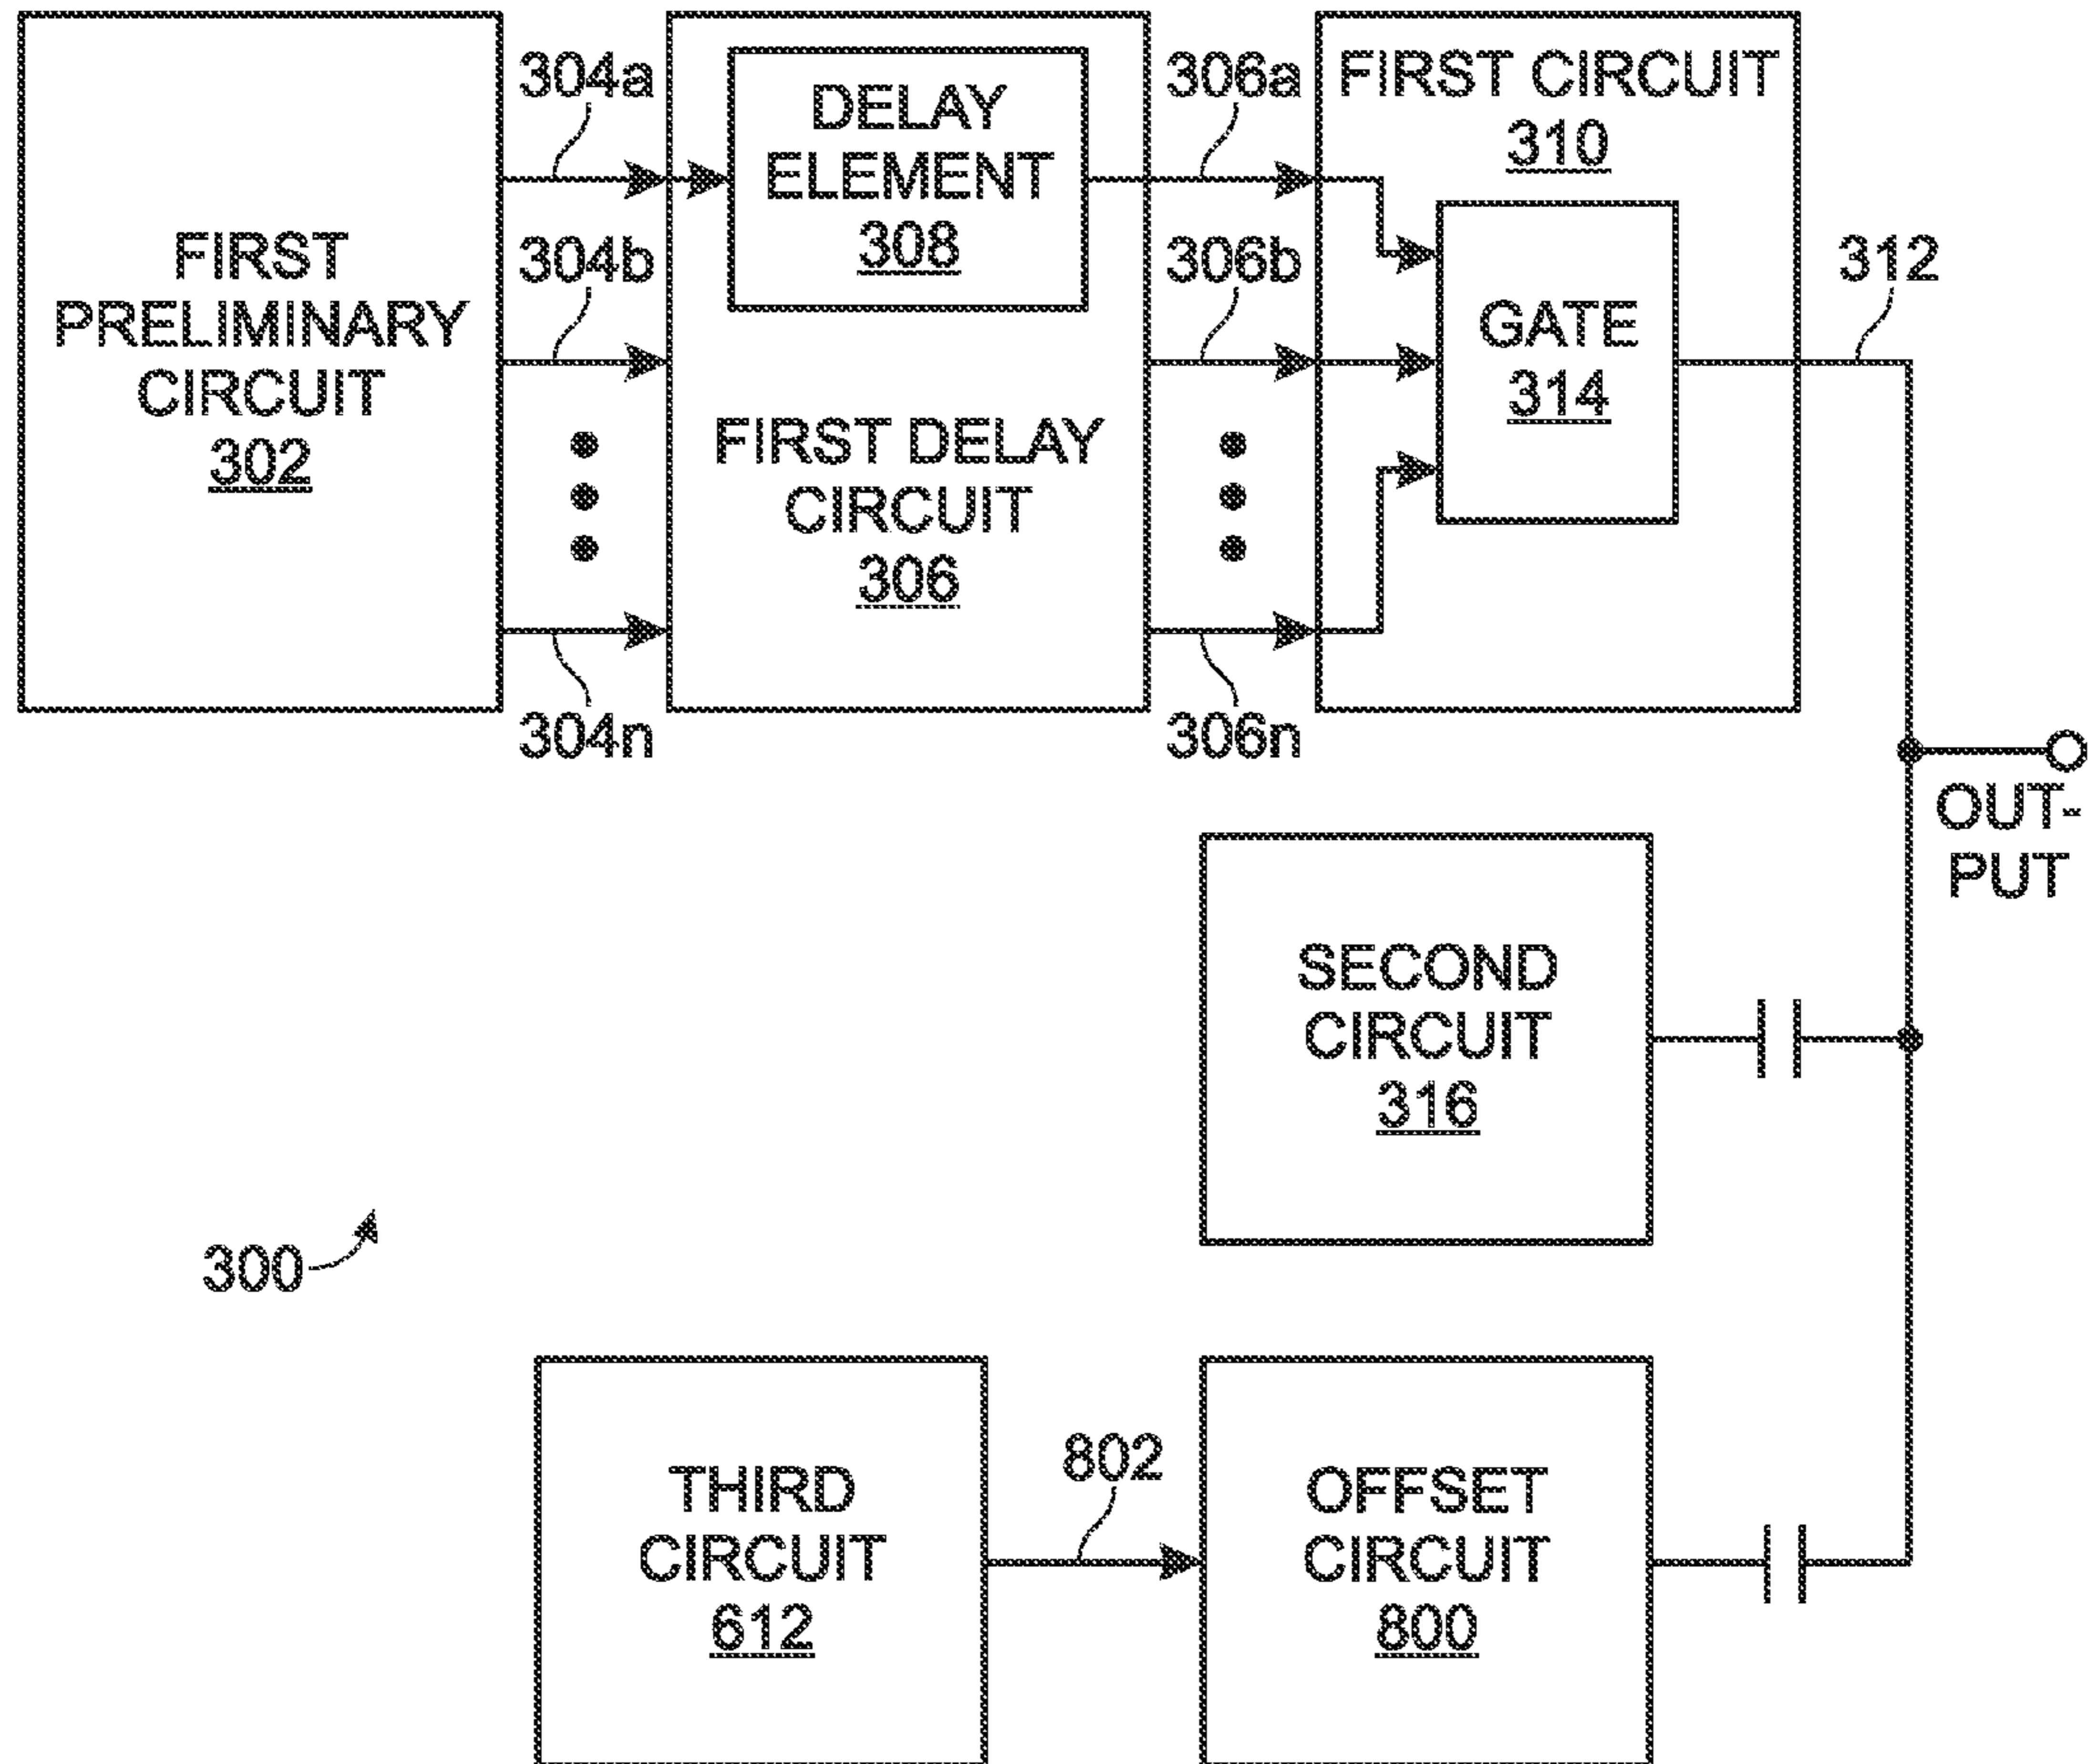 FIRST
PRELIMINARY
CIRCUIT
302
304a
304b
304n
DELAY
ELEMENT
308
FIRST DELAY
CIRCUIT
306
306a
306b
306n
FIRST CIRCUIT
310
GATE
314
312
OUT-
PUT
SECOND
CIRCUIT
316
300
THIRD
CIRCUIT
612
802
OFFSET
CIRCUIT
800